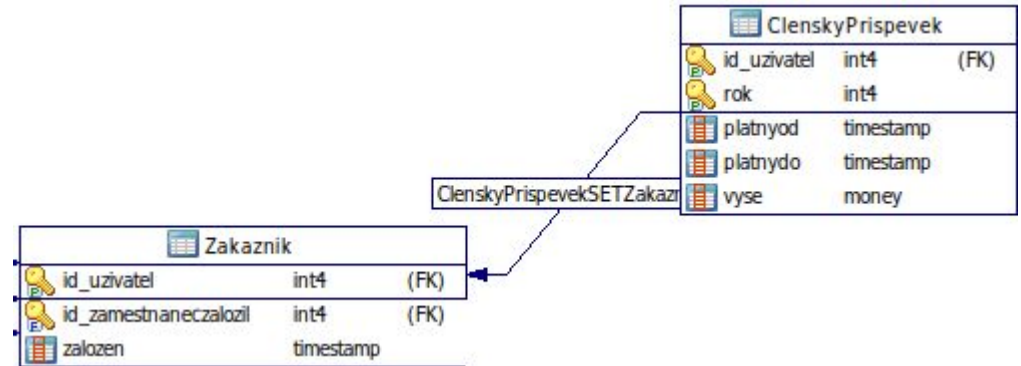 ClenskyPrispevek
id_uzivatel int4 (FK)
rok int4
platnyod timestamp
platnydo timestamp
vyse money
ClenskyPrispevekSETZakazn
Zakaznik
id_uzivatel int4 (FK)
id_zamestnaneczalozil int4 (FK)
zalozen timestamp